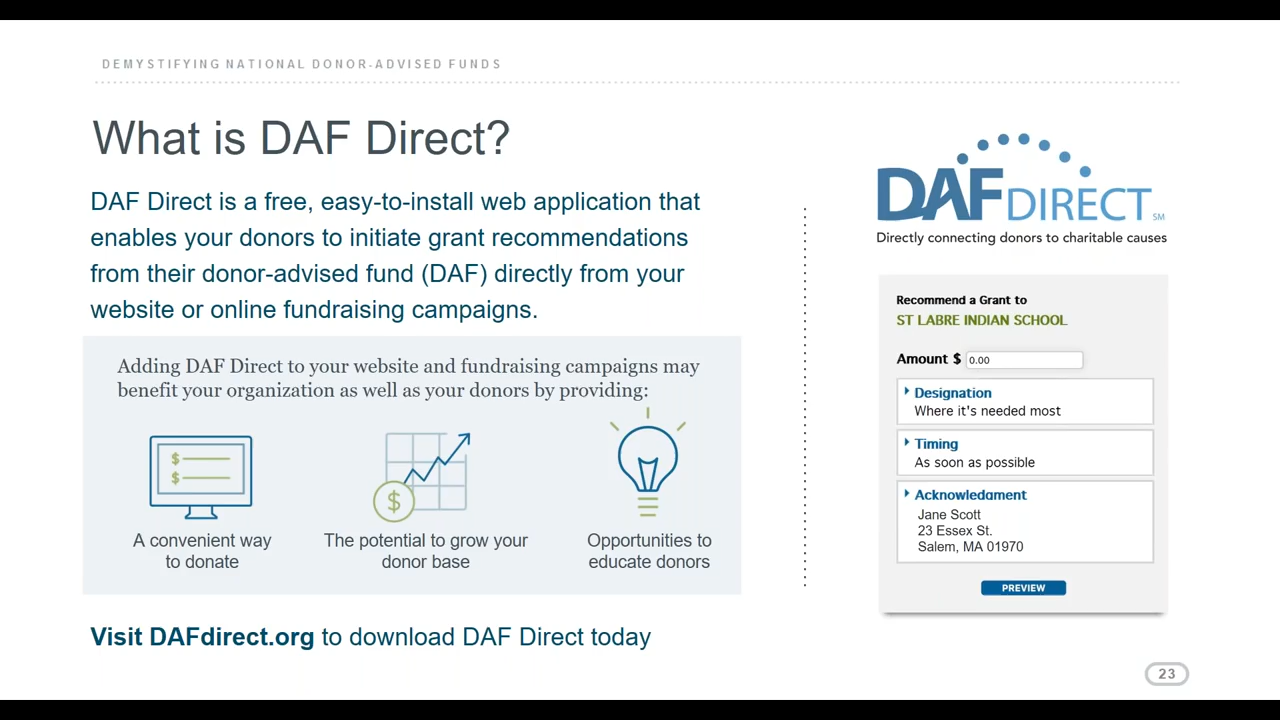 DEMYSTIFYING NATIONAL DONOR-ADVISED FUNDS
What is DAF Direct?
DAF Direct is a free, easy-to-install web application that
enables your donors to initiate grant recommendations
from their donor-advised fund (DAF) directly from your
website or online fundraising campaigns.
Adding DAF Direct to your website and fundraising campaigns may
benefit your organization as well as your donors by providing:
$
$
$
A convenient way
to donate
The potential to grow your
donor base
Opportunities to
educate donors
Visit DAFdirect.org to download DAF Direct today
DAF DIRECT SM
Directly connecting donors to charitable causes
Recommend a Grant to
ST LABRE INDIAN SCHOOL
Amount $ 0.00
Designation
Where it's needed most
Timing
As soon as possible
Acknowledgment
Jane Scott
23 Essex St.
Salem, MA 01970
PREVIEW
23